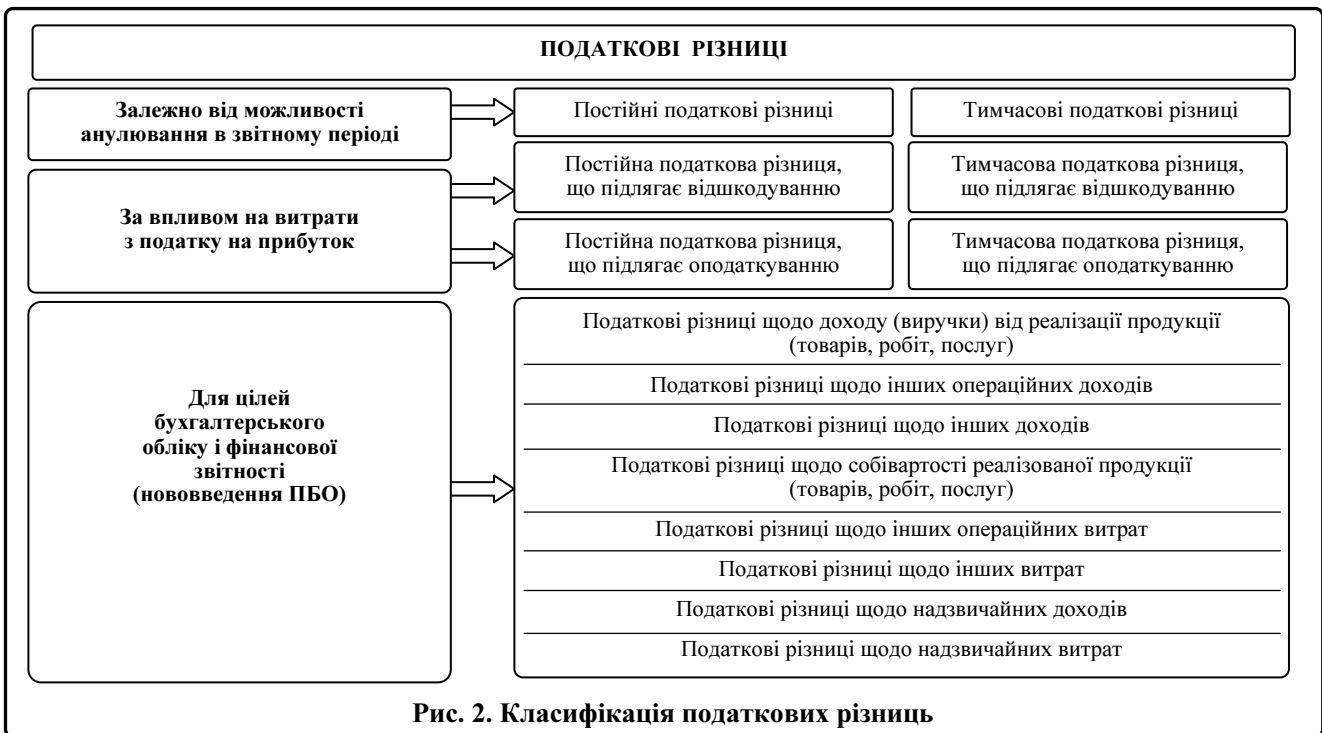 ПОДАТКОВІ РІЗНИЦІ
Залежно від можливості
анулювання в звітному періоді
Постійні податкові різниці
Тимчасові податкові різниці
За впливом на витрати
з податку на прибуток
Постійна податкова різниця,
що підлягає відшкодуванню
Тимчасова податкова різниця,
що підлягає відшкодуванню
Постійна податкова різниця,
що підлягає оподаткуванню
Тимчасова податкова різниця,
що підлягає оподаткуванню
Для цілей
бухгалтерського
обліку і фінансової
звітності
(нововведення ПБО)
Податкові різниці щодо доходу (виручки) від реалізації продукції
(товарів, робіт, послуг)
Податкові різниці щодо інших операційних доходів
Податкові різниці щодо інших доходів
Податкові різниці щодо собівартості реалізованої продукції
(товарів, робіт, послуг)
Податкові різниці щодо інших операційних витрат
Податкові різниці щодо інших витрат
Податкові різниці щодо надзвичайних доходів
Податкові різниці щодо надзвичайних витрат
Рис. 2. Класифікація податкових різниць